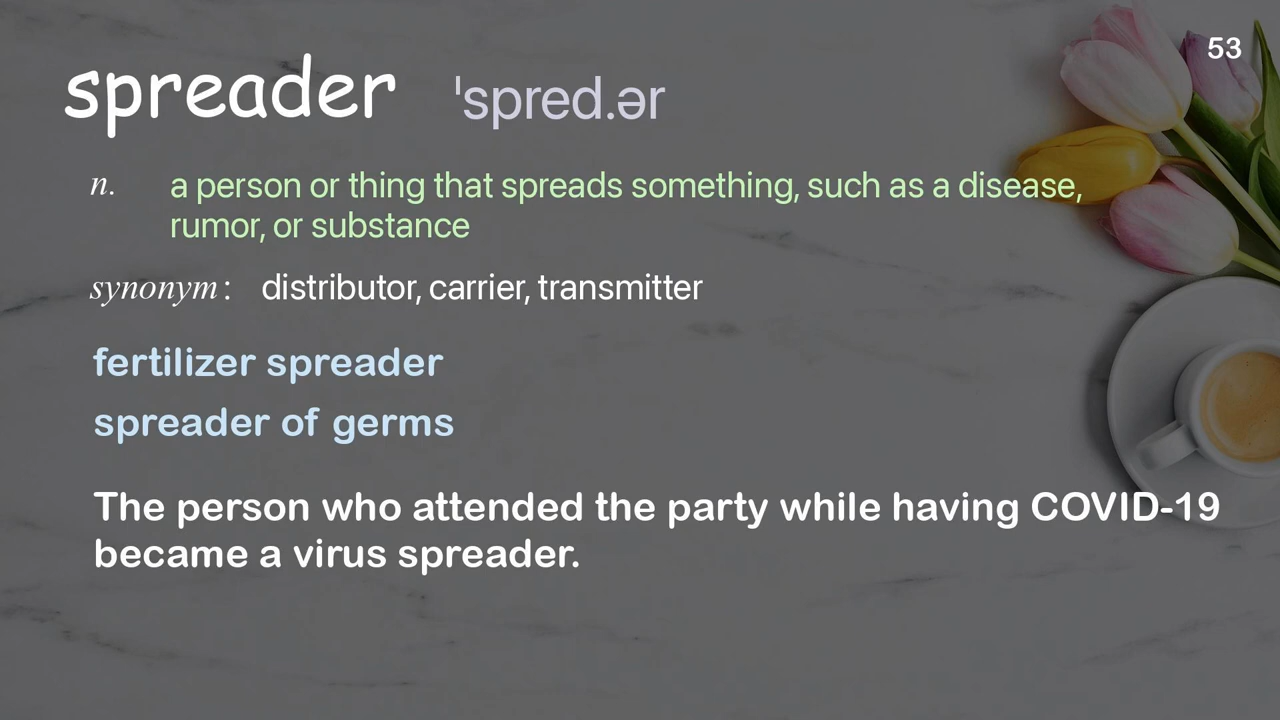 53
spreader ˈspred.ər
n. a person or thing that spreads something, such as a disease,
rumor, or substance
synonym : distributor, carrier, transmitter
fertilizer spreader
spreader of germs
The person who attended the party while having COVID-19
became a virus spreader.